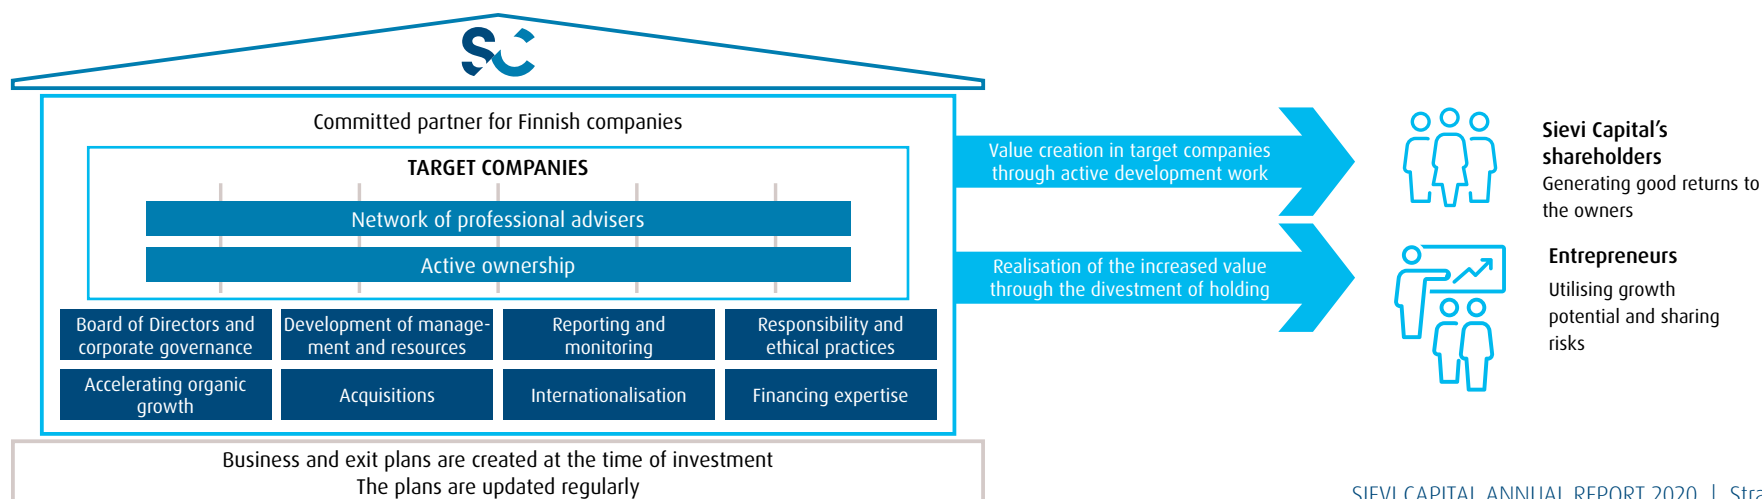 SC
Committed partner for Finnish companies
TARGET COMPANIES
Network of professional advisers
Active ownership
Board of Directors and
corporate governance
Development of manage-
ment and resources
Reporting and
monitoring
Responsibility and
ethical practices
Accelerating organic
growth
Acquisitions
Internationalisation
Financing expertise
Business and exit plans are created at the time of investment
The plans are updated regularly
Value creation in target companies
through active development work
Realisation of the increased value
through the divestment of holding
Sievi Capital's
shareholders
Generating good returns to
the owners
Entrepreneurs
Utilising growth
potential and sharing
risks
SIEVI CAPITAL ANNUAL REPORT 2020 | Stra